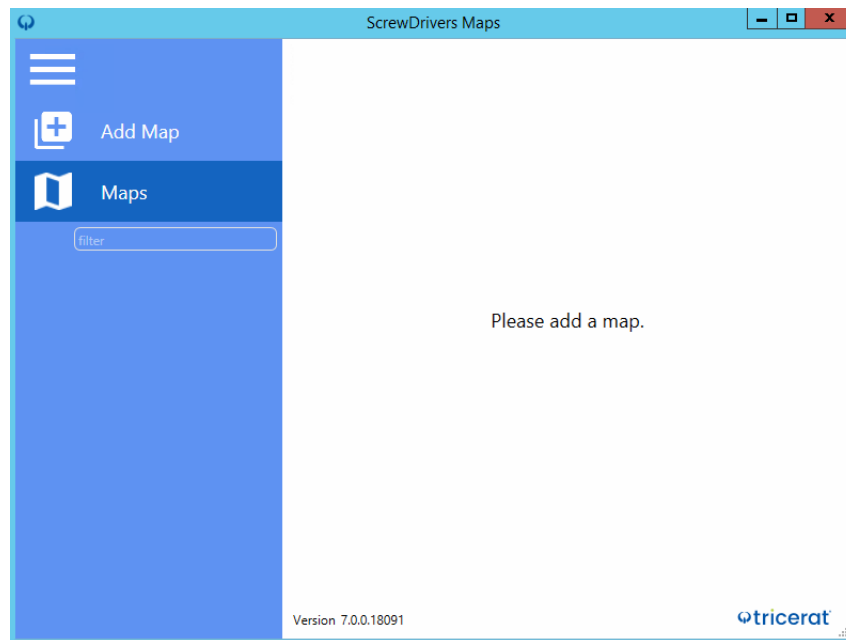 ScrewDrivers Maps
Add Map
Maps
filter
Please add a map.
Version 7.0.0.18091
tricerat